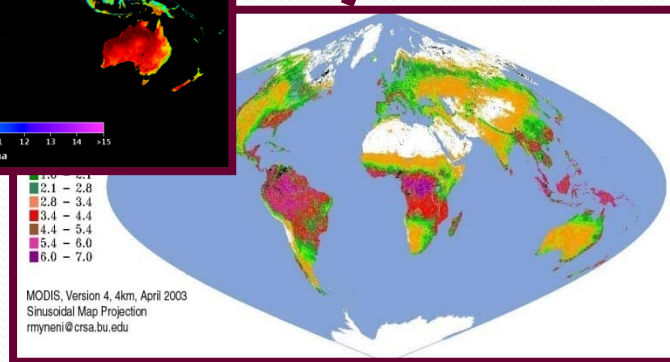 12 13 14 >15
2.1 - 2.8
2.8 - 3.4
3.4 - 4.4
4.4 - 5.4
5.4 - 6.0
6.0 - 7.0
MODIS, Version 4, 4km, April 2003
Sinusoidal Map Projection
rmyneni@crsa.bu.edu